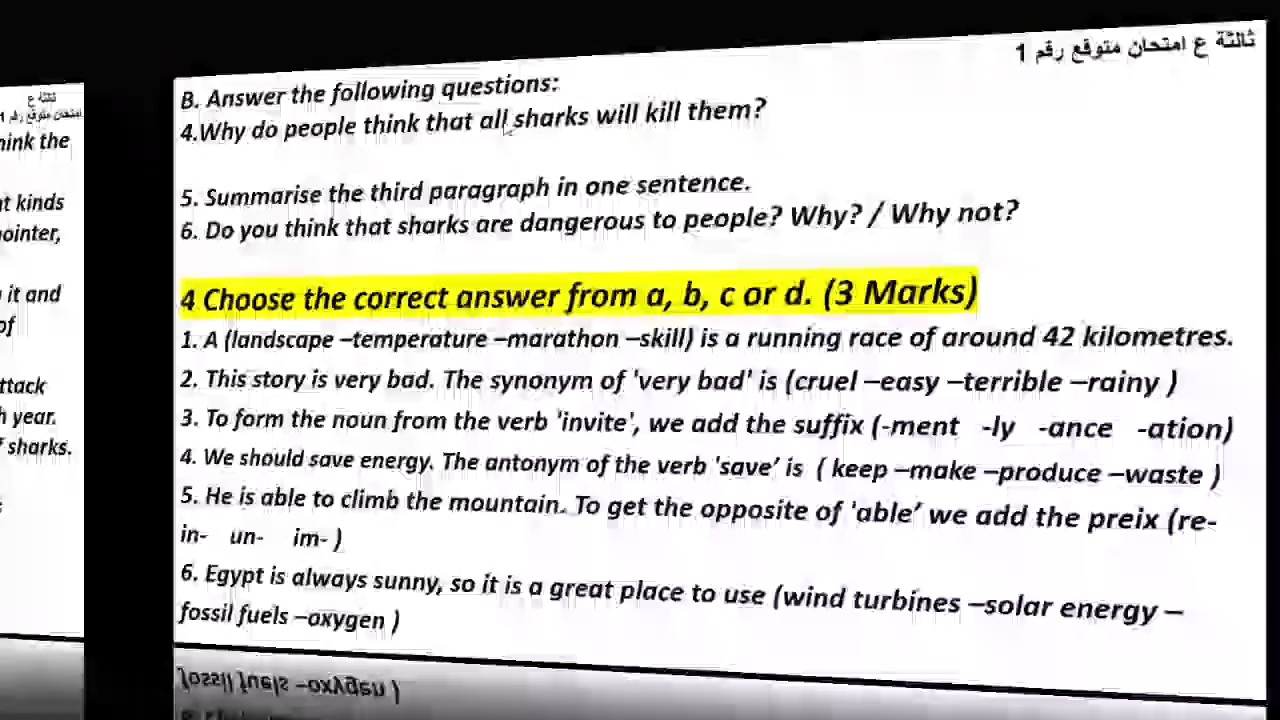 ثالثة ع امتحان متوقع رقم 1
B. Answer the following questions:
4.Why do people think that all sharks will kill them?
5. Summarise the third paragraph in one sentence.
6. Do you think that sharks are dangerous to people? Why? / Why not?
4 Choose the correct answer from a, b, c or d. (3 Marks)
1. A (landscape –temperature –marathon –skill) is a running race of around 42 kilometres.
2. This story is very bad. The synonym of 'very bad' is (cruel –easy –terrible –rainy )
3. To form the noun from the verb 'invite', we add the suffix (-ment -ly -ance -ation)
4. We should save energy. The antonym of the verb 'save’ is ( keep –make –produce –waste )
5. He is able to climb the mountain. To get the opposite of 'able’ we add the preix (re-
in- un- im- )
6. Egypt is always sunny, so it is a great place to use (wind turbines –solar energy –
fossil fuels –oxygen )
ثالثة ع
امتحان متوقع رقم 1
hink the
at kinds
ointer,
it and
of
ttack
h year.
f sharks.